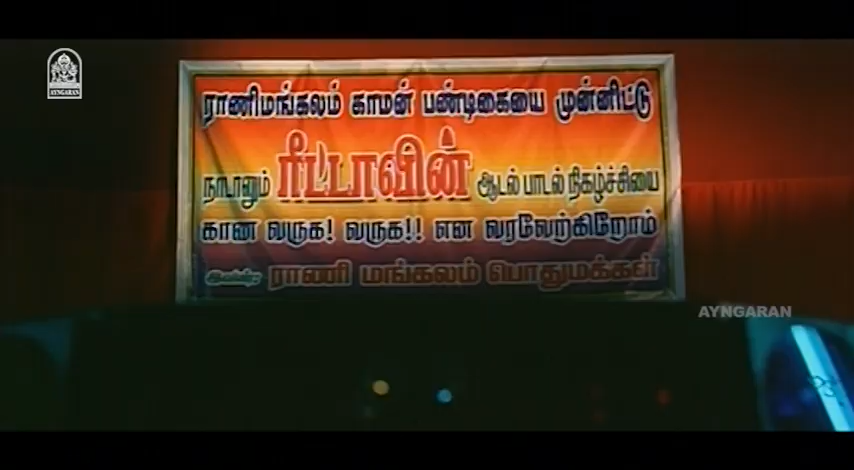 AYNGARAN
ராணிமங்கலம் காமன் பண்டிகையை முன்னிட்டு
ரீட்டாவின் ஆடல் பாடல் நிகழ்ச்சியை
காண வருக! வருக!! என வரவேற்கிறோம்
ராணி மங்கலம் பொதுமக்கள்
AYNGARAN